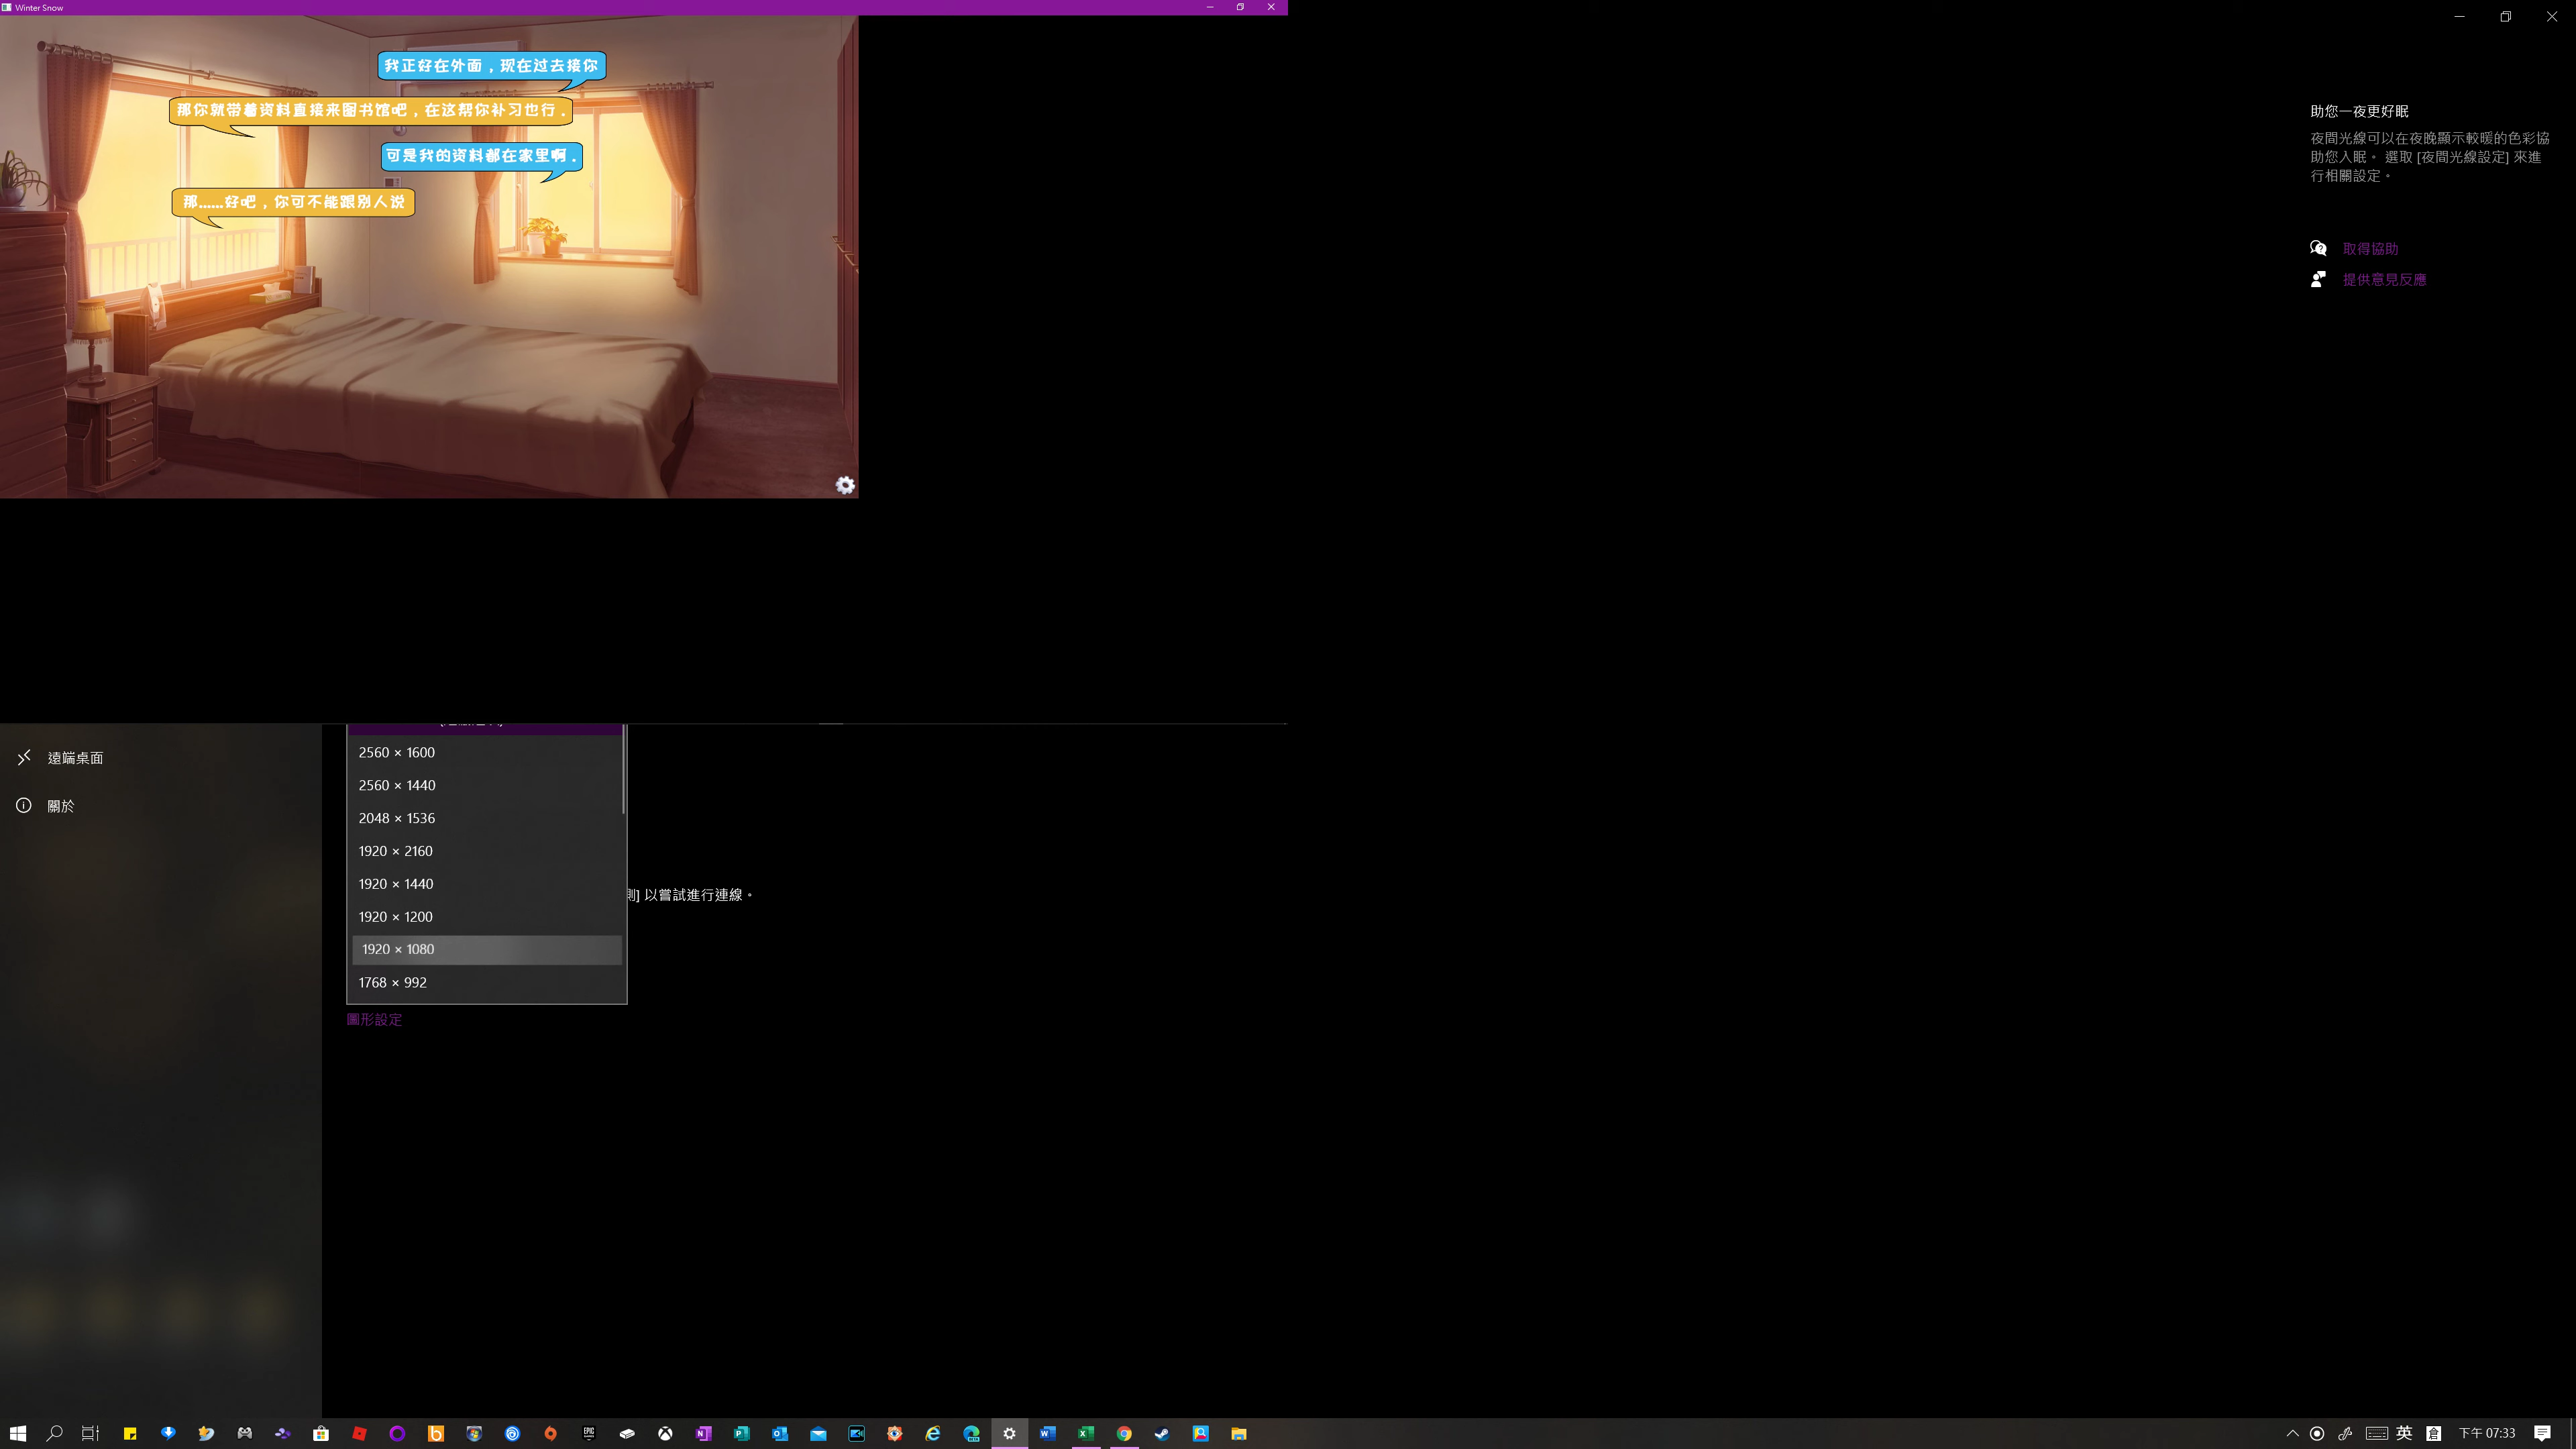 Winter Snow
我正好在外面，现在过去接你
那你就带着资料直接来图书馆吧，在这帮你补习也行.
可是我的资料都在家里啊.
那......好吧，你可不能跟别人说
助您一夜更好眠
夜間光線可以在夜晚顯示較暖的色彩協
助您入眠。 選取 [夜間光線設定] 來進
行相關設定。
取得協助
提供意見反應
遠端桌面
關於
2560 × 1600
2560 × 1440
2048 × 1536
1920 × 2160
1920 × 1440
1920 × 1200
1920 × 1080
1768 × 992
] 以嘗試進行連線。
圖形設定
英
倉
下午 07:33